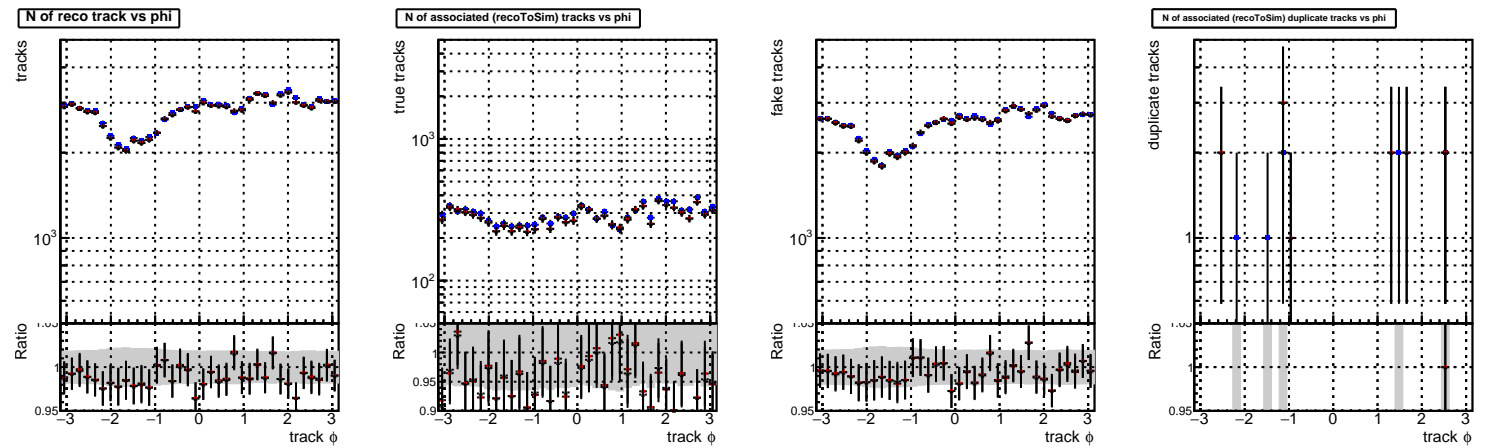 N of reco track vs phi
tracks
10³
Ratio
1
0.95
−3 −2 −1 0 1 2 3
track ϕ
N of associated (recoToSim) tracks vs phi
true tracks
10³
10²
Ratio
1
0.95
0.9
−3 −2 −1 0 1 2 3
track ϕ
fake tracks
10³
Ratio
1
0.95
−3 −2 −1 0 1 2 3
track ϕ
N of associated (recoToSim) duplicate tracks vs phi
duplicate tracks
1
Ratio
1
0.95
−3 −2 −1 0 1 2 3
track ϕ